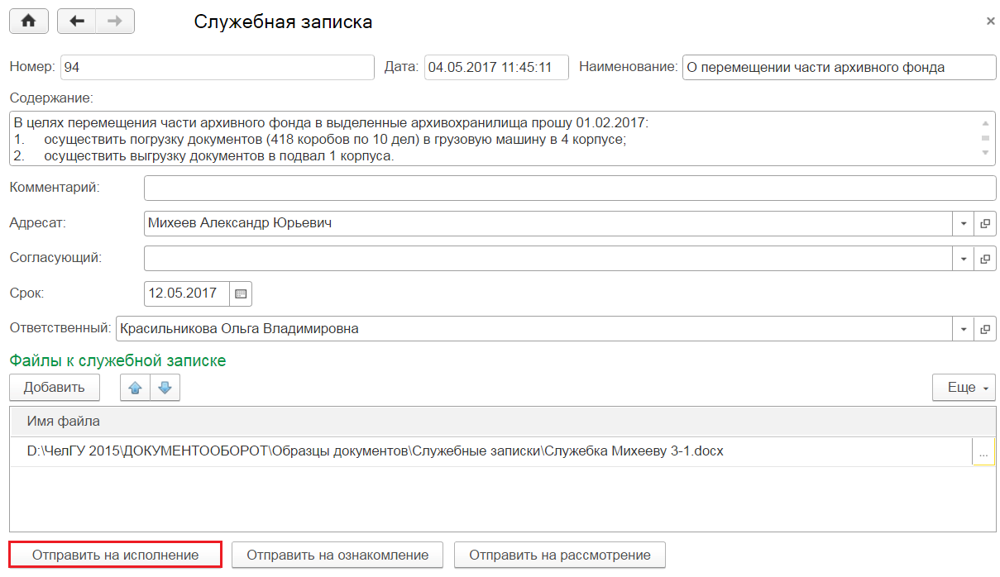 Служебная записка
Номер: 94 Дата: 04.05.2017 11:45:11 Наименование: О перемещении части архивного фонда
Содержание:
В целях перемещения части архивного фонда в выделенные архивохранилища прошу 01.02.2017:
1. осуществить погрузку документов (418 коробов по 10 дел) в грузовую машину в 4 корпусе;
2. осуществить выгрузку документов в подвал 1 корпуса.
Комментарий:
Адресат: Михеев Александр Юрьевич
Согласующий:
Срок: 12.05.2017
Ответственный: Красильникова Ольга Владимировна
Файлы к служебной записке
Добавить Еще
Имя файла
D:\ЧелГУ 2015\ДОКУМЕНТООБОРОТ\Образцы документов\Служебные записки\Служебка Михееву 3-1.docx ...
Отправить на исполнение Отправить на ознакомление Отправить на рассмотрение